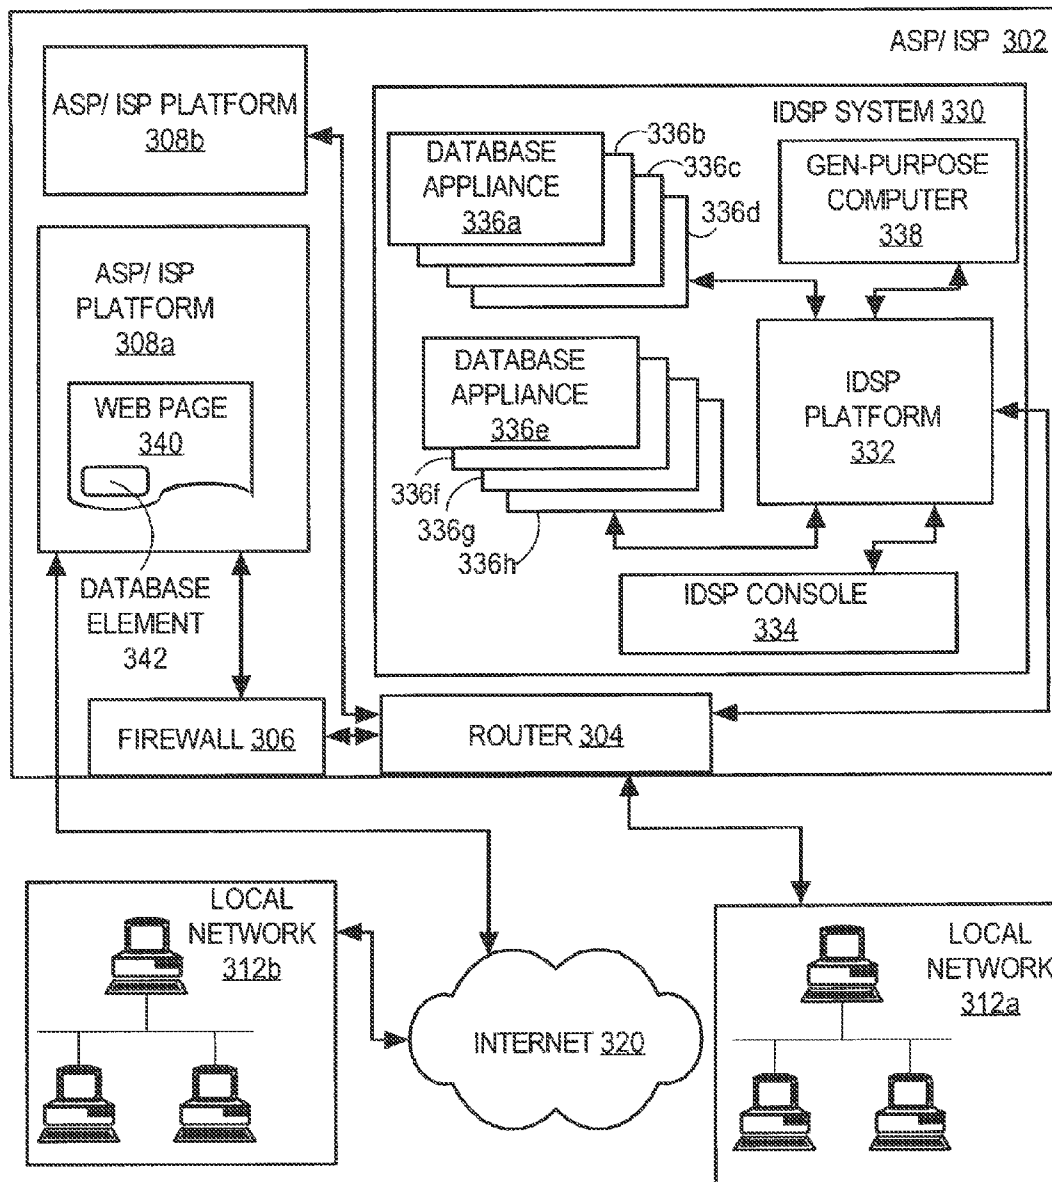 ASP/ ISP 302
ASP/ ISP PLATFORM
308b
IDSP SYSTEM 330
DATABASE
APPLIANCE
336a
336b
336c
336d
GEN-PURPOSE
COMPUTER
338
ASP/ ISP
PLATFORM
308a
WEB PAGE
340
DATABASE
APPLIANCE
336e
336f
336g
336h
IDSP
PLATFORM
332
DATABASE
ELEMENT
342
IDSP CONSOLE
334
FIREWALL 306
ROUTER 304
LOCAL
NETWORK
312b
INTERNET 320
LOCAL
NETWORK
312a